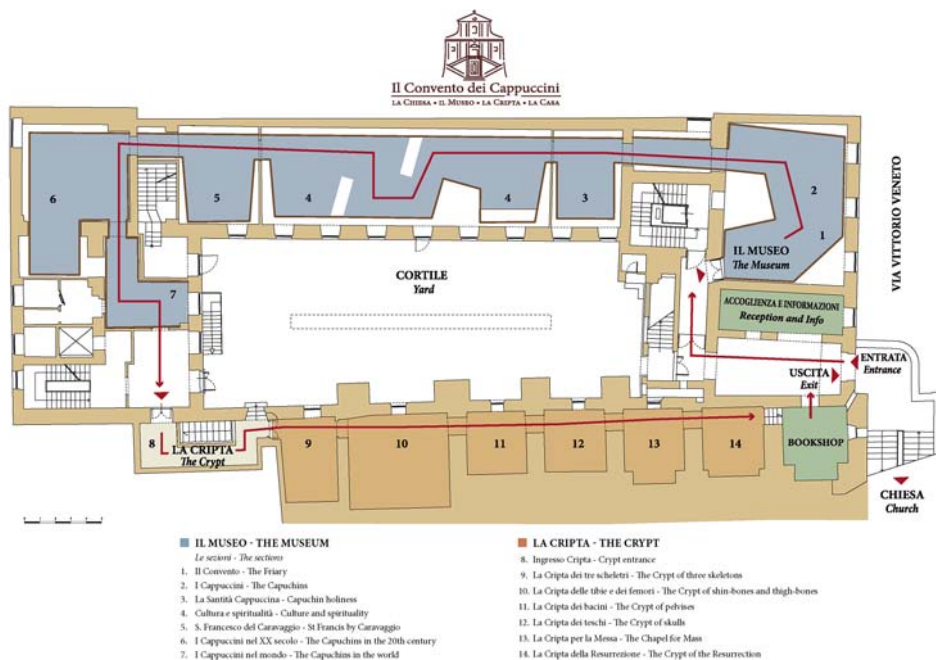 Il Convento dei Cappuccini
LA CHIESA • IL MUSEO • LA CRIPTA • LA CASA
6
5
4
4
3
2
1
IL MUSEO
The Museum
VIA VITTORIO VENETO
CORTILE
Yard
7
ACCOGLIENZA E INFORMAZIONI
Reception and Info
ENTRATA
Entrance
USCITA
Exit
8
LA CRIPTA
The Crypt
9
10
11
12
13
14
BOOKSHOP
CHIESA
Church
IL MUSEO - THE MUSEUM
Le sezioni - The sections
1. Il Convento - The Friary
2. I Cappuccini - The Capuchins
3. La Santità Cappuccina - Capuchin holiness
4. Cultura e spiritualità - Culture and spirituality
5. S. Francesco del Caravaggio - St Francis by Caravaggio
6. I Cappuccini nel XX secolo - The Capuchins in the 20th century
7. I Cappuccini nel mondo - The Capuchins in the world
LA CRIPTA - THE CRYPT
8. Ingresso Cripta - Crypt entrance
9. La Cripta dei tre scheletri - The Crypt of three skeletons
10. La Cripta delle tibie e dei femori - The Crypt of shin-bones and thigh-bones
11. La Cripta dei bacini - The Crypt of pelvises
12. La Cripta dei teschi - The Crypt of skulls
13. La Cripta per la Messa - The Chapel for Mass
14. La Cripta della Resurrezione - The Crypt of the Resurrection